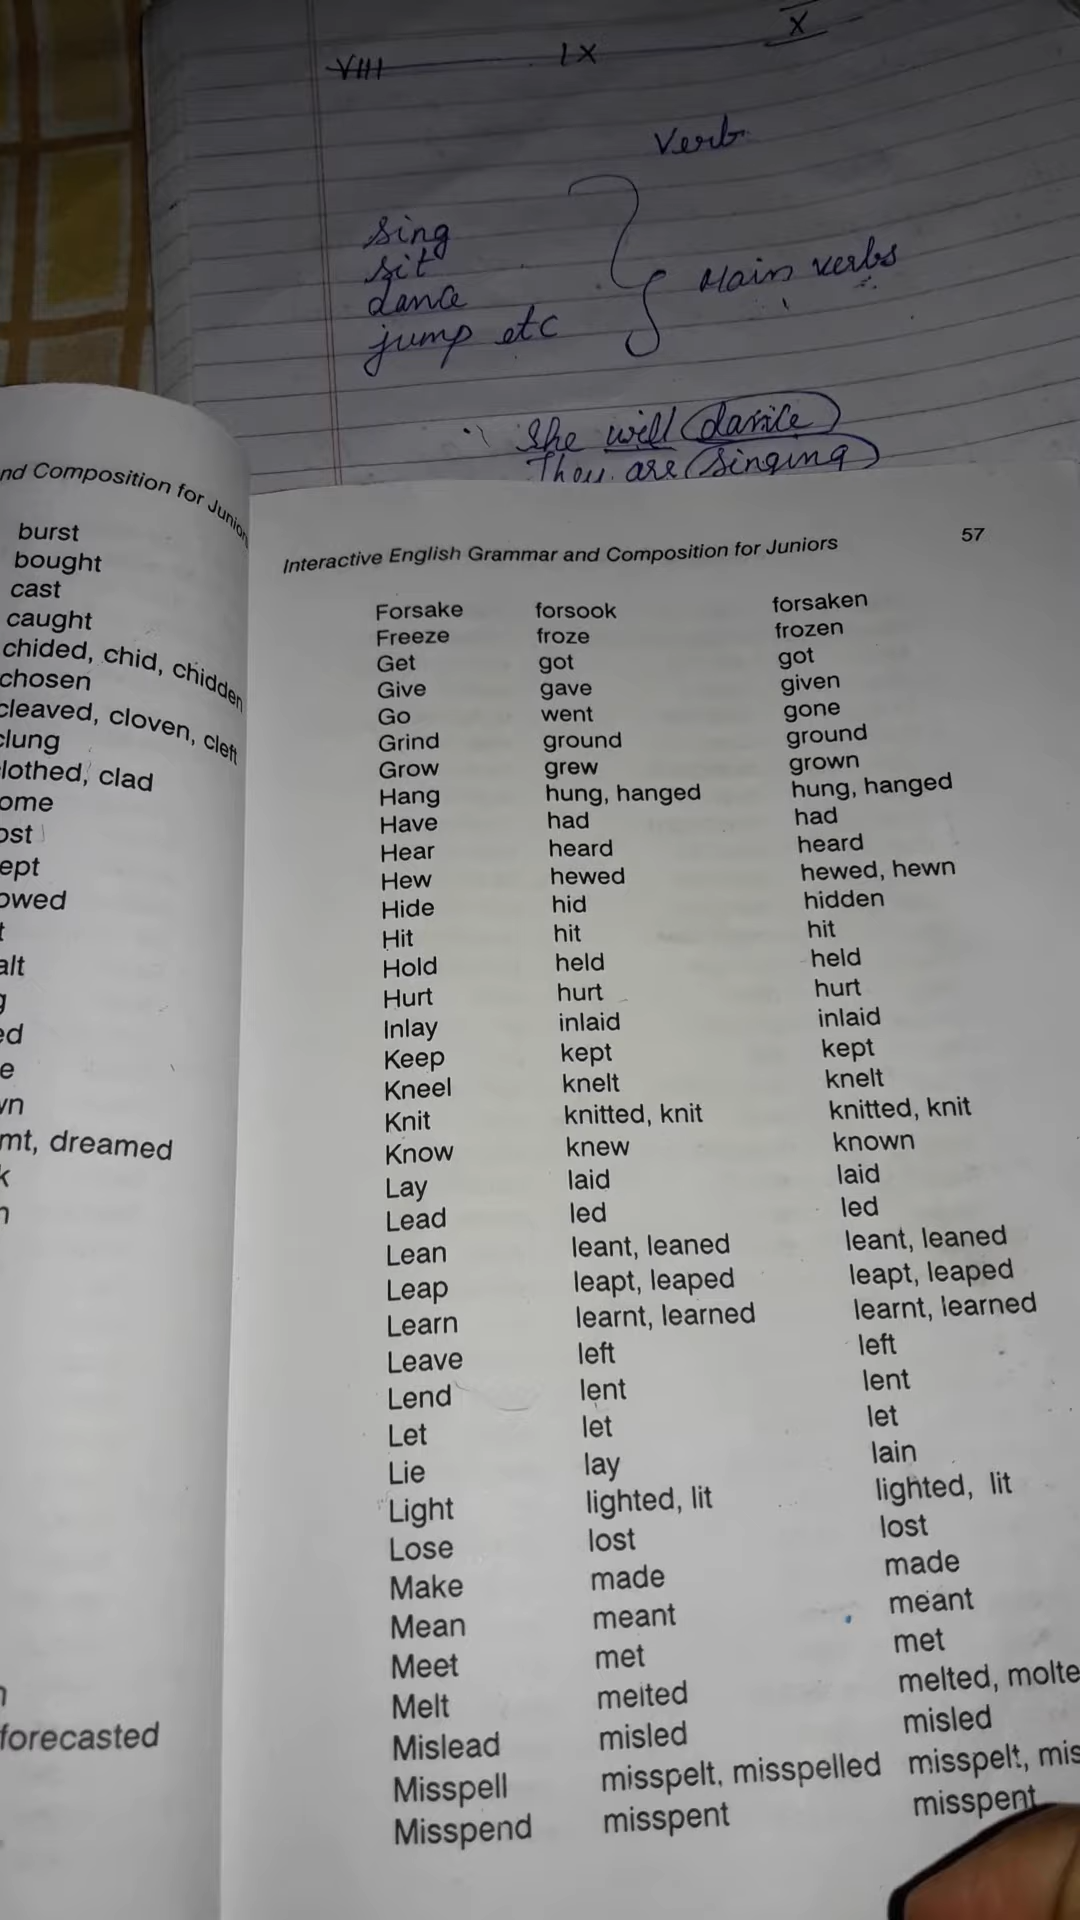 VIII IX X
Verb
sing
sit
dance
jump etc
Main verbs
She will dance
They are singing
nd Composition for Junior
burst
bought
cast
caught
chided, chid, chidden
chosen
cleaved, cloven, cleft
clung
lothed, clad
ome
ost
ept
owed
t
alt
g
ed
e
wn
mt, dreamed
k
n
forecasted
Interactive English Grammar and Composition for Juniors 57
Forsake forsook forsaken
Freeze froze frozen
Get got got
Give gave given
Go went gone
Grind ground ground
Grow grew grown
Hang hung, hanged hung, hanged
Have had had
Hear heard heard
Hew hewed hewed, hewn
Hide hid hidden
Hit hit hit
Hold held held
Hurt hurt hurt
Inlay inlaid inlaid
Keep kept kept
Kneel knelt knelt
Knit knitted, knit knitted, knit
Know knew known
Lay laid laid
Lead led led
Lean leant, leaned leant, leaned
Leap leapt, leaped leapt, leaped
Learn learnt, learned learnt, learned
Leave left left
Lend lent lent
Let let let
Lie lay lain
Light lighted, lit lighted, lit
Lose lost lost
Make made made
Mean meant meant
Meet met met
Melt melted melted, molte
Mislead misled misled
Misspell misspelt, misspelled misspelt, mis
Misspend misspent misspent